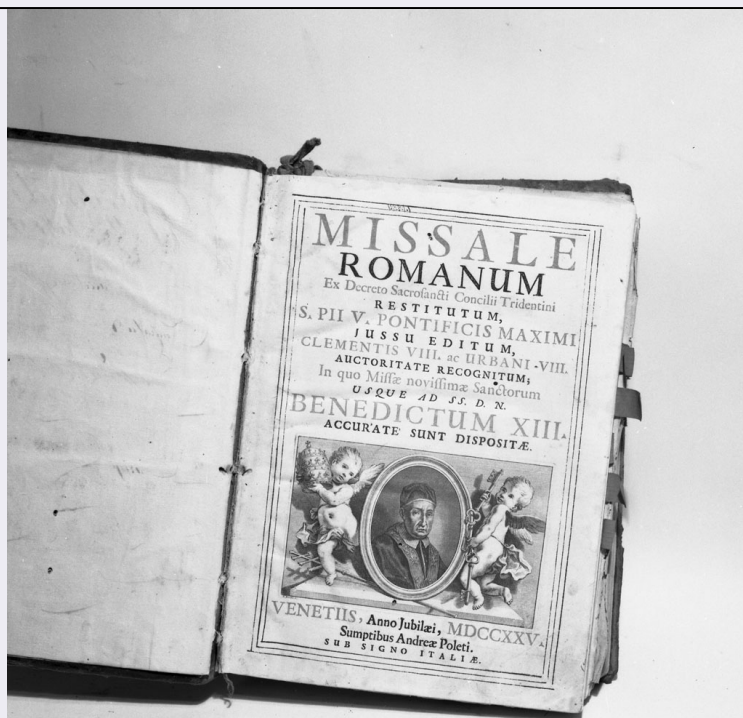 MISSALE
ROMANUM
Ex Decreto Sacroſancti Concilii Tridentini
RESTITUTUM,
S. PII V. PONTIFICIS MAXIMI
JUSSU EDITUM,
CLEMENTIS VIII. ac URBANI VIII.
AUCTORITATE RECOGNITUM;
In quo Miſſæ noviſſimæ Sanctorum
USQUE AD SS. D. N.
BENEDICTUM XIII.
ACCURATE SUNT DISPOSITÆ.
VENETIIS, Anno Jubilæi, MDCCXXV.
Sumptibus Andreæ Poleti.
SUB SIGNO ITALIÆ.